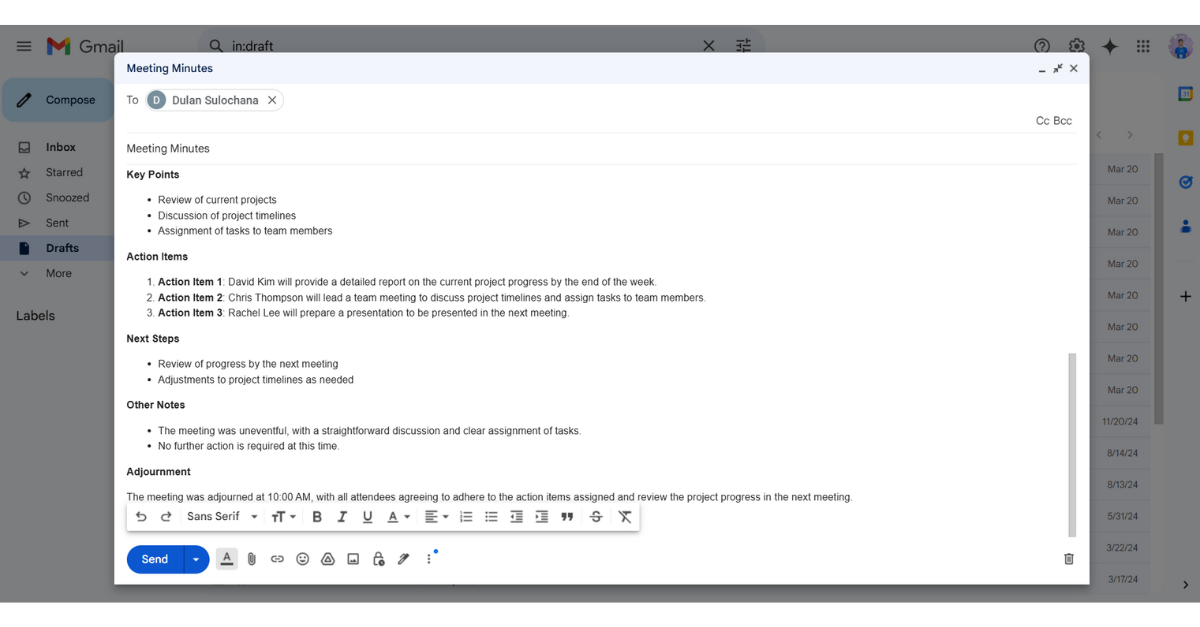 Gmail
in:draft
Compose
Inbox
Starred
Snoozed
Sent
Drafts
More
Labels
Meeting Minutes
To D Dulan Sulochana
Cc Bcc
Meeting Minutes
Key Points
• Review of current projects
• Discussion of project timelines
• Assignment of tasks to team members
Action Items
1. Action Item 1: David Kim will provide a detailed report on the current project progress by the end of the week.
2. Action Item 2: Chris Thompson will lead a team meeting to discuss project timelines and assign tasks to team members.
3. Action Item 3: Rachel Lee will prepare a presentation to be presented in the next meeting.
Next Steps
• Review of progress by the next meeting
• Adjustments to project timelines as needed
Other Notes
• The meeting was uneventful, with a straightforward discussion and clear assignment of tasks.
• No further action is required at this time.
Adjournment
The meeting was adjourned at 10:00 AM, with all attendees agreeing to adhere to the action items assigned and review the project progress in the next meeting.
Sans Serif
Send
Mar 20
Mar 20
Mar 20
Mar 20
Mar 20
Mar 20
Mar 20
Mar 20
11/20/24
8/14/24
8/13/24
5/31/24
3/22/24
3/17/24
31